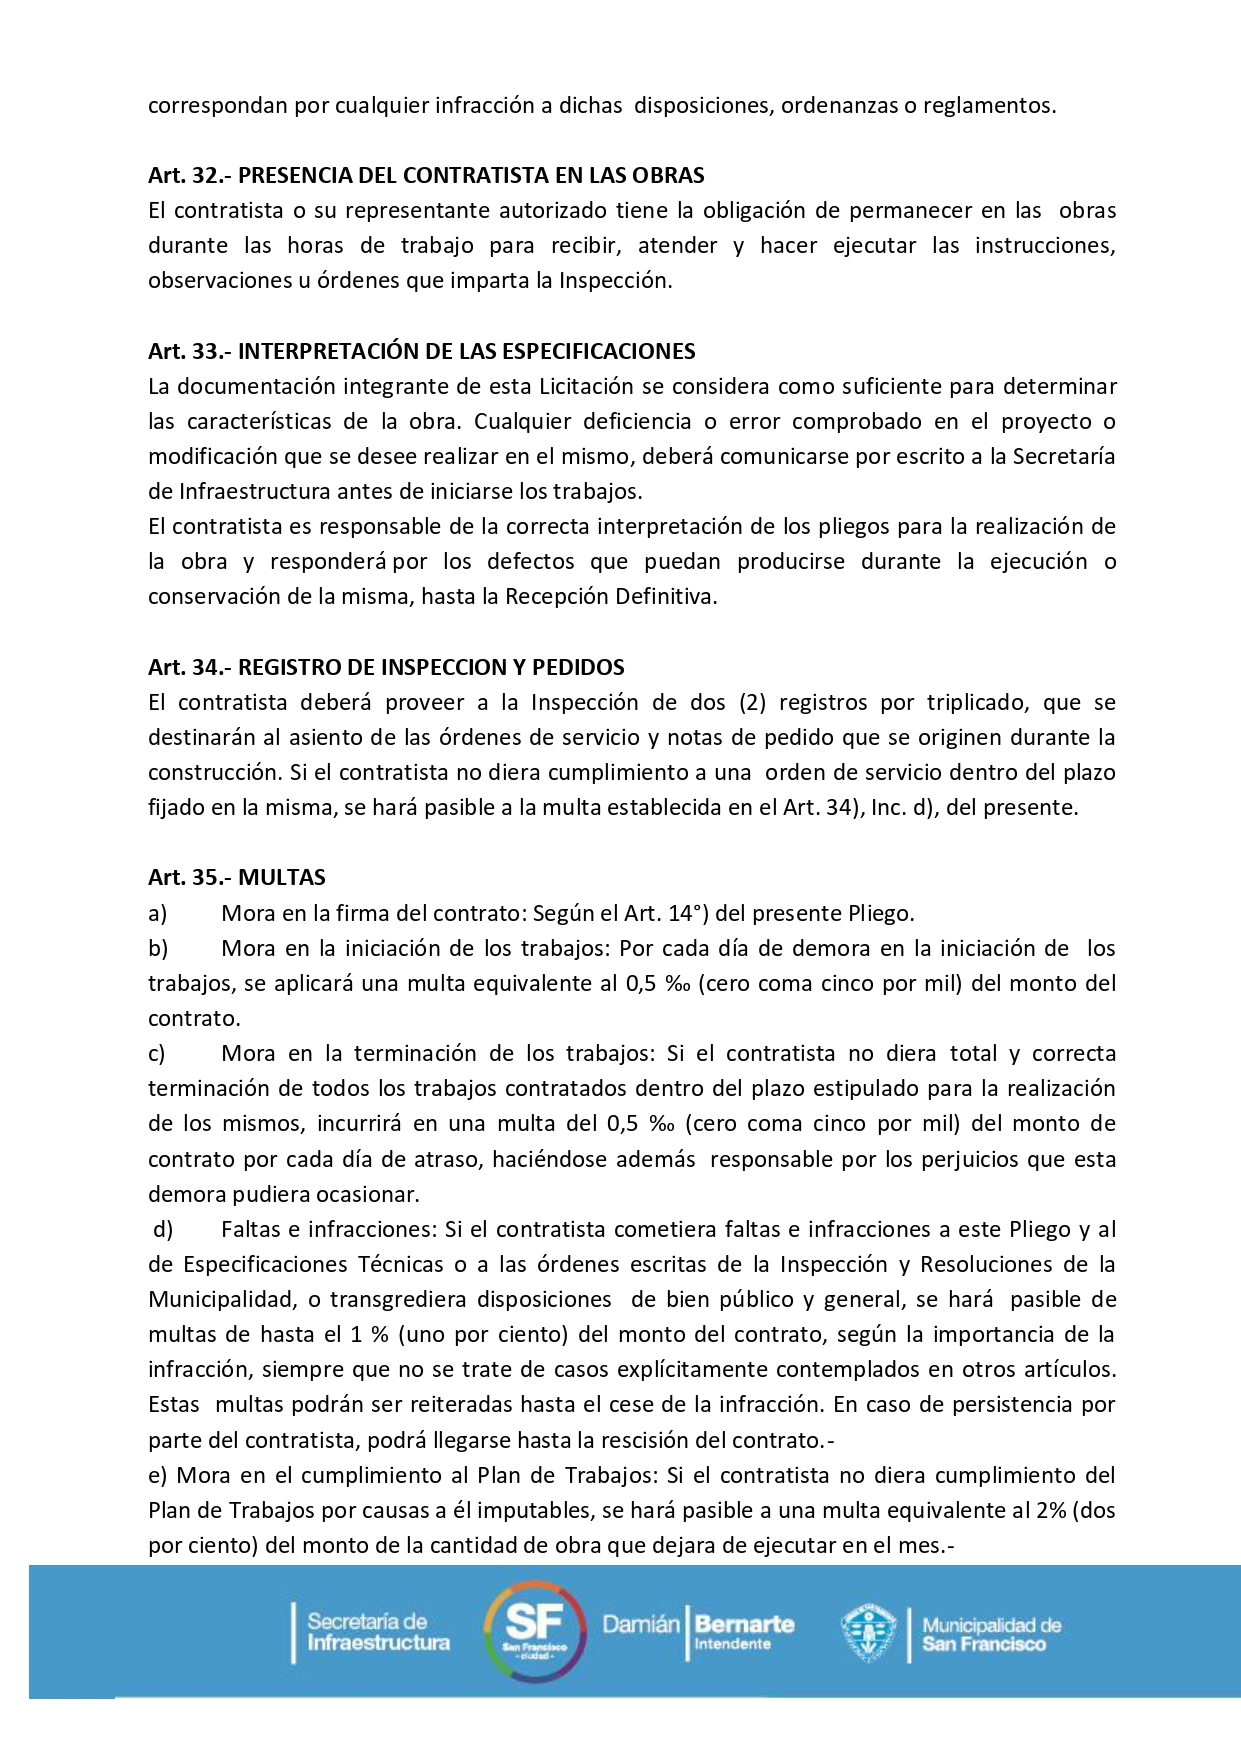 correspondan por cualquier infracción a dichas disposiciones, ordenanzas o reglamentos.
Art. 32.- PRESENCIA DEL CONTRATISTA EN LAS OBRAS
El contratista o su representante autorizado tiene la obligación de permanecer en las obras
durante las horas de trabajo para recibir, atender y hacer ejecutar las instrucciones,
observaciones u órdenes que imparta la Inspección.
Art. 33.- INTERPRETACIÓN DE LAS ESPECIFICACIONES
La documentación integrante de esta Licitación se considera como suficiente para determinar
las características de la obra. Cualquier deficiencia o error comprobado en el proyecto o
modificación que se desee realizar en el mismo, deberá comunicarse por escrito a la Secretaría
de Infraestructura antes de iniciarse los trabajos.
El contratista es responsable de la correcta interpretación de los pliegos para la realización de
la obra y responderá por los defectos que puedan producirse durante la ejecución o
conservación de la misma, hasta la Recepción Definitiva.
Art. 34.- REGISTRO DE INSPECCION Y PEDIDOS
El contratista deberá proveer a la Inspección de dos (2) registros por triplicado, que se
destinarán al asiento de las órdenes de servicio y notas de pedido que se originen durante la
construcción. Si el contratista no diera cumplimiento a una orden de servicio dentro del plazo
fijado en la misma, se hará pasible a la multa establecida en el Art. 34), Inc. d), del presente.
Art. 35.- MULTAS
a) Mora en la firma del contrato: Según el Art. 14°) del presente Pliego.
b) Mora en la iniciación de los trabajos: Por cada día de demora en la iniciación de los
trabajos, se aplicará una multa equivalente al 0,5 ‰ (cero coma cinco por mil) del monto del
contrato.
c) Mora en la terminación de los trabajos: Si el contratista no diera total y correcta
terminación de todos los trabajos contratados dentro del plazo estipulado para la realización
de los mismos, incurrirá en una multa del 0,5 ‰ (cero coma cinco por mil) del monto de
contrato por cada día de atraso, haciéndose además responsable por los perjuicios que esta
demora pudiera ocasionar.
d) Faltas e infracciones: Si el contratista cometiera faltas e infracciones a este Pliego y al
de Especificaciones Técnicas o a las órdenes escritas de la Inspección y Resoluciones de la
Municipalidad, o transgrediera disposiciones de bien público y general, se hará pasible de
multas de hasta el 1 % (uno por ciento) del monto del contrato, según la importancia de la
infracción, siempre que no se trate de casos explícitamente contemplados en otros artículos.
Estas multas podrán ser reiteradas hasta el cese de la infracción. En caso de persistencia por
parte del contratista, podrá llegarse hasta la rescisión del contrato.-
e) Mora en el cumplimiento al Plan de Trabajos: Si el contratista no diera cumplimiento del
Plan de Trabajos por causas a él imputables, se hará pasible a una multa equivalente al 2% (dos
por ciento) del monto de la cantidad de obra que dejara de ejecutar en el mes.-
Secretaría de
Infraestructura
SF
San Francisco
- ciudad -
Damián
Bernarte
Intendente
Municipalidad de
San Francisco